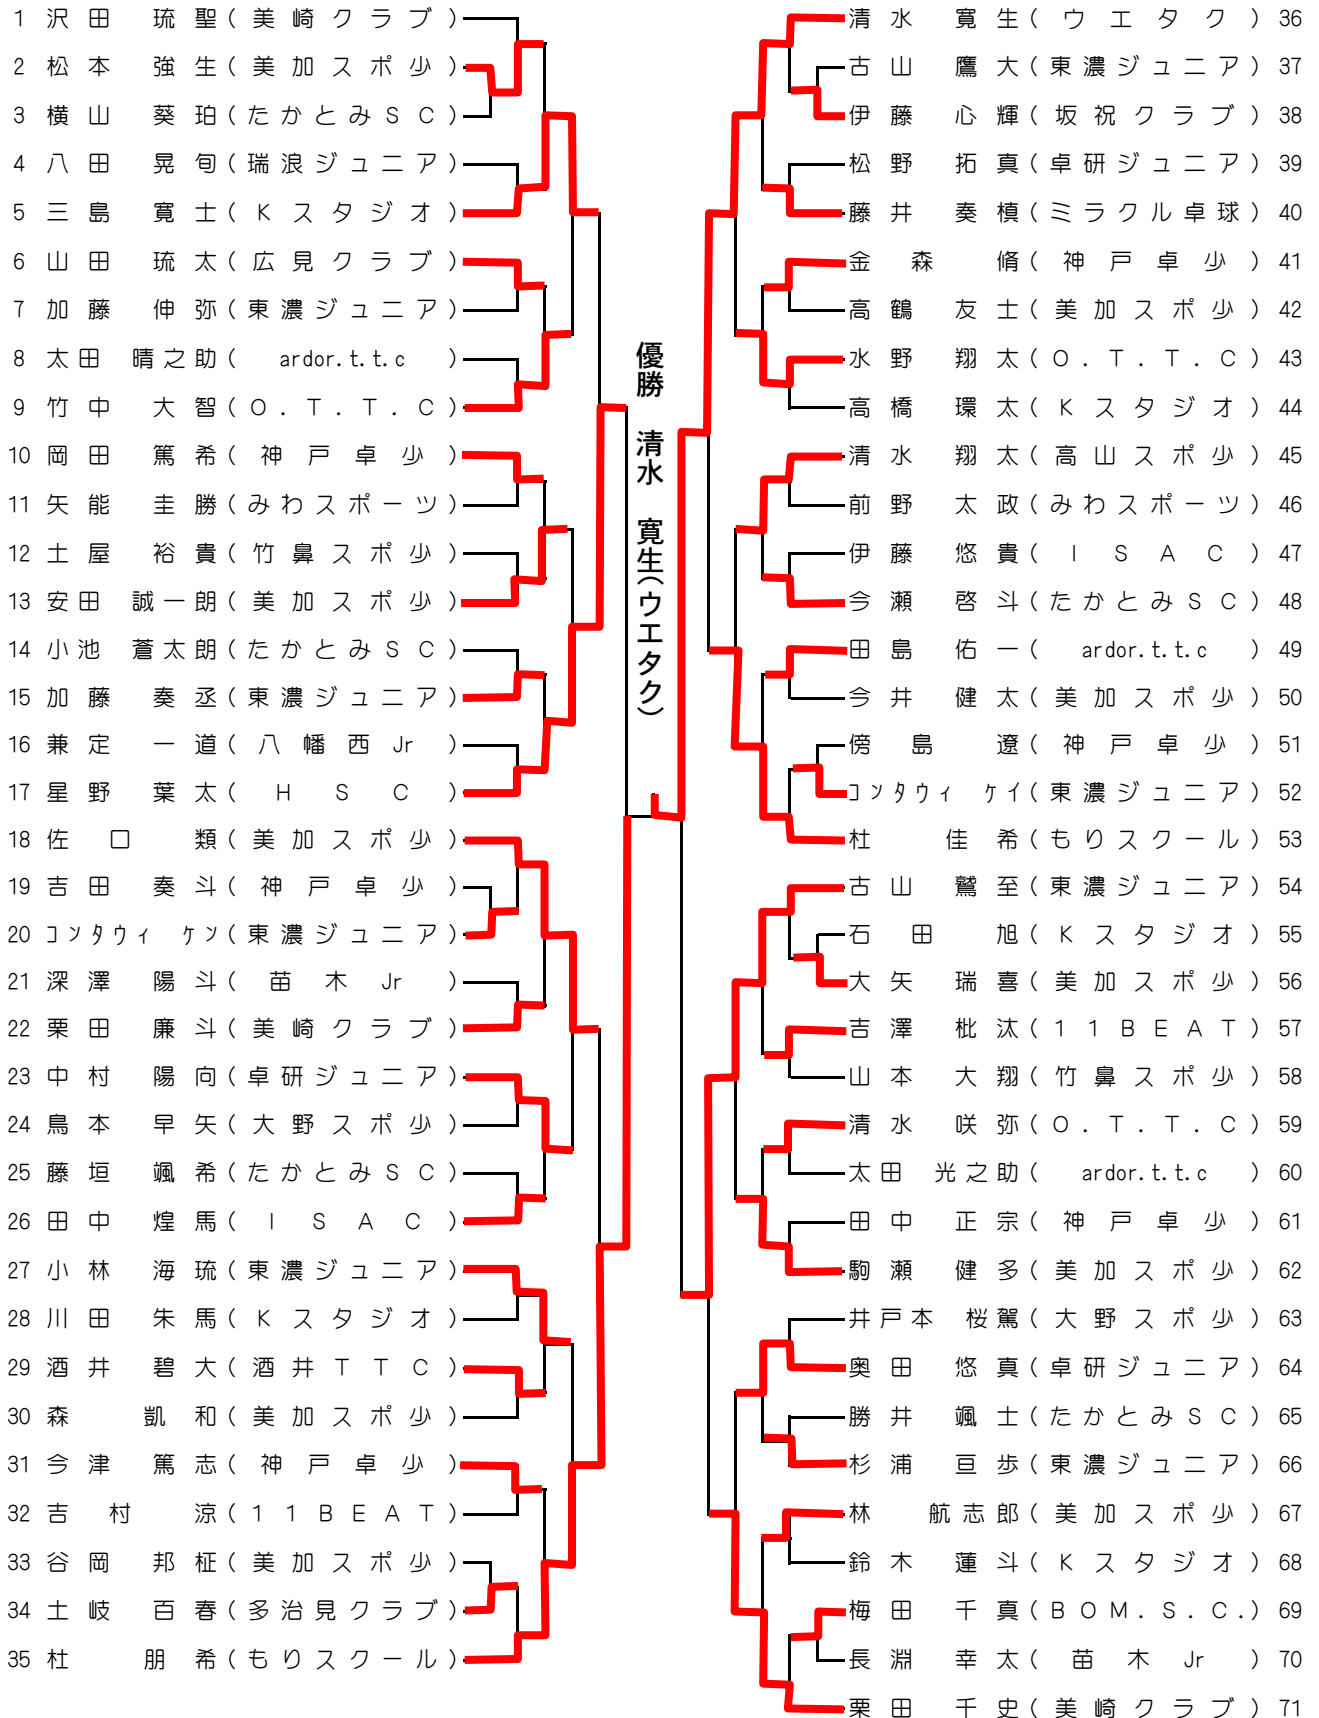 1 沢田 琉聖(美崎クラブ)
2 松本 強生(美加スポ少)
3 横山 葵珀(たかとみSC)
4 八田 晃旬(瑞浪ジュニア)
5 三島 寛士(Kスタジオ)
6 山田 琉太(広見クラブ)
7 加藤 伸弥(東濃ジュニア)
8 太田 晴之助(ardor.t.t.c)
9 竹中 大智(O.T.T.C)
10 岡田 篤希(神戸卓少)
11 矢能 圭勝(みわスポーツ)
12 土屋 裕貴(竹鼻スポ少)
13 安田 誠一朗(美加スポ少)
14 小池 蒼太朗(たかとみSC)
15 加藤 奏丞(東濃ジュニア)
16 兼定 一道(八幡西Jr)
17 星野 葉太(HSC)
18 佐口 類(美加スポ少)
19 吉田 奏斗(神戸卓少)
20 コンタウィ ケン(東濃ジュニア)
21 深澤 陽斗(苗木Jr)
22 栗田 廉斗(美崎クラブ)
23 中村 陽向(卓研ジュニア)
24 鳥本 早矢(大野スポ少)
25 藤垣 颯希(たかとみSC)
26 田中 煌馬(ISAC)
27 小林 海琉(東濃ジュニア)
28 川田 朱馬(Kスタジオ)
29 酒井 碧大(酒井TTC)
30 森 凱和(美加スポ少)
31 今津 篤志(神戸卓少)
32 吉村 涼(11BEAT)
33 谷岡 邦柾(美加スポ少)
34 土岐 百春(多治見クラブ)
35 杜 朋希(もりスクール)
優勝 清水 寛生(ウエタク)
清水 寛生(ウエタク) 36
古山 鷹大(東濃ジュニア) 37
伊藤 心輝(坂祝クラブ) 38
松野 拓真(卓研ジュニア) 39
藤井 奏槙(ミラクル卓球) 40
金森 脩(神戸卓少) 41
高鶴 友士(美加スポ少) 42
水野 翔太(O.T.T.C) 43
高橋 環太(Kスタジオ) 44
清水 翔太(高山スポ少) 45
前野 太政(みわスポーツ) 46
伊藤 悠貴(ISAC) 47
今瀬 啓斗(たかとみSC) 48
田島 佑一(ardor.t.t.c) 49
今井 健太(美加スポ少) 50
傍島 遼(神戸卓少) 51
コンタウィ ケイ(東濃ジュニア) 52
杜 佳希(もりスクール) 53
古山 鷲至(東濃ジュニア) 54
石田 旭(Kスタジオ) 55
大矢 瑞喜(美加スポ少) 56
吉澤 枇汰(11BEAT) 57
山本 大翔(竹鼻スポ少) 58
清水 咲弥(O.T.T.C) 59
太田 光之助(ardor.t.t.c) 60
田中 正宗(神戸卓少) 61
駒瀬 健多(美加スポ少) 62
井戸本 桜駕(大野スポ少) 63
奥田 悠真(卓研ジュニア) 64
勝井 颯士(たかとみSC) 65
杉浦 亘歩(東濃ジュニア) 66
林 航志郎(美加スポ少) 67
鈴木 蓮斗(Kスタジオ) 68
梅田 千真(BOM.S.C.) 69
長淵 幸太(苗木Jr) 70
栗田 千史(美崎クラブ) 71